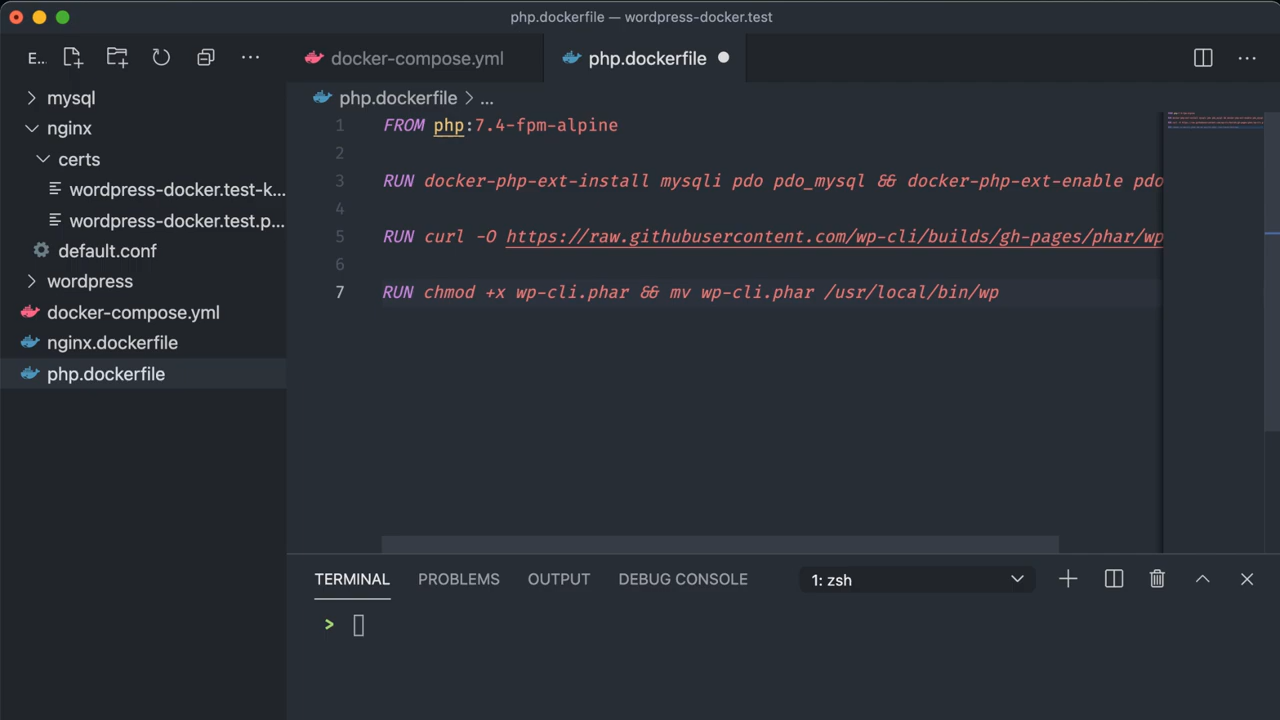 php.dockerfile — wordpress-docker.test
E...
docker-compose.yml
php.dockerfile
mysql
nginx
certs
wordpress-docker.test-k...
wordpress-docker.test.p...
default.conf
wordpress
docker-compose.yml
nginx.dockerfile
php.dockerfile
php.dockerfile > ...
1 FROM php:7.4-fpm-alpine
2
3 RUN docker-php-ext-install mysqli pdo pdo_mysql && docker-php-ext-enable pdo
4
5 RUN curl -O https://raw.githubusercontent.com/wp-cli/builds/gh-pages/phar/wp
6
7 RUN chmod +x wp-cli.phar && mv wp-cli.phar /usr/local/bin/wp
TERMINAL PROBLEMS OUTPUT DEBUG CONSOLE 1: zsh
>